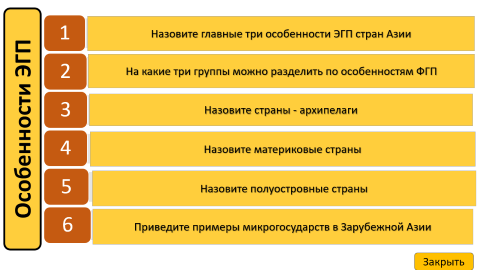 Особенности ЭГП
1
Назовите главные три особенности ЭГП стран Азии
2
На какие три группы можно разделить по особенностям ФГП
3
Назовите страны - архипелаги
4
Назовите материковые страны
5
Назовите полуостровные страны
6
Приведите примеры микрогосударств в Зарубежной Азии
Закрыть